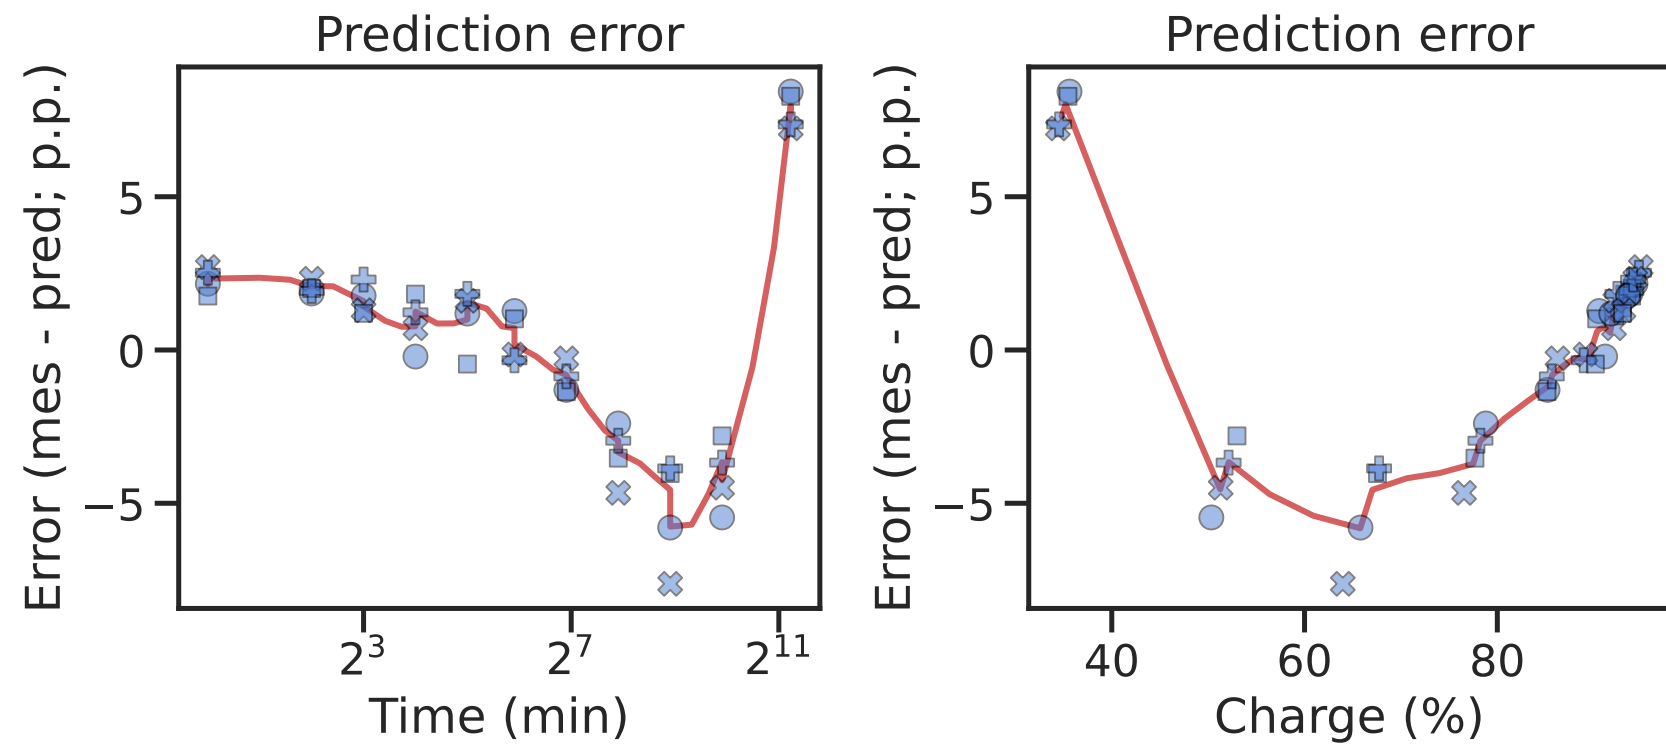 Prediction error
Error (mes - pred; p.p.)
5
0
−5
2³
2⁷
2¹¹
Time (min)
Prediction error
Error (mes - pred; p.p.)
5
0
−5
40
60
80
Charge (%)